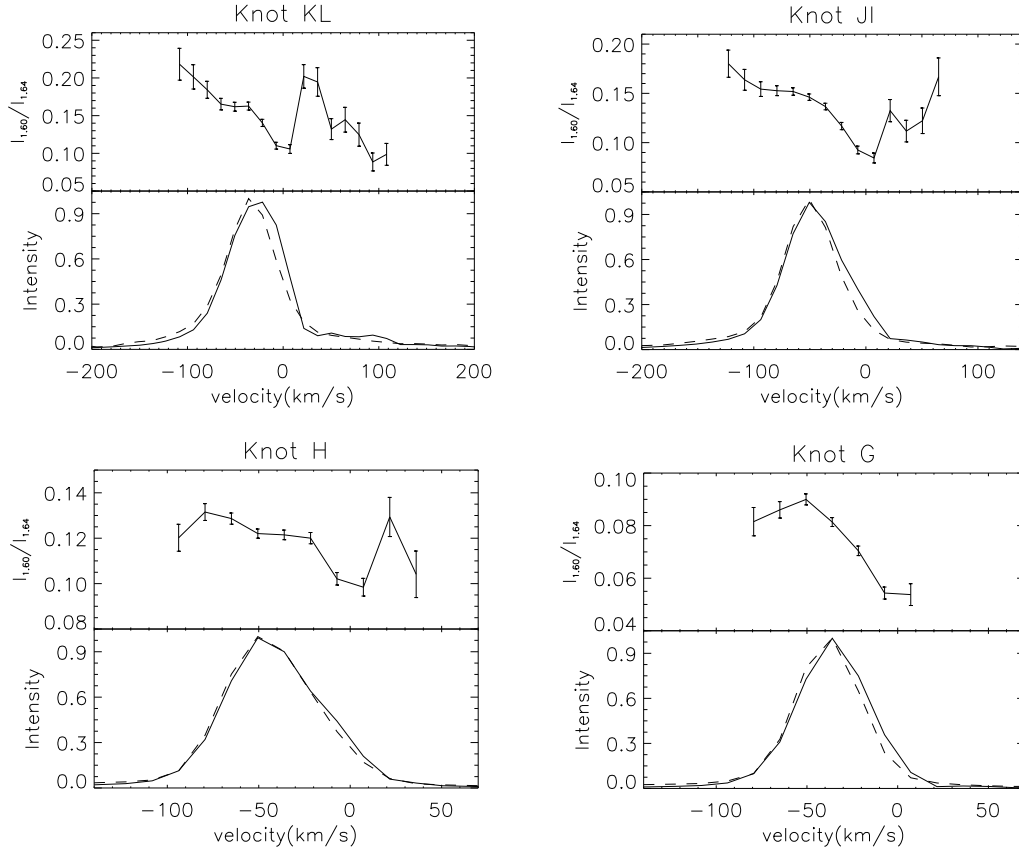 Knot KL
0.25
0.20
0.15
0.10
0.05
I1.60/I1.64
0.9
0.6
0.3
0.0
Intensity
-200 -100 0 100 200
velocity(km/s)
Knot JI
0.20
0.15
0.10
0.05
I1.60/I1.64
0.9
0.6
0.3
0.0
Intensity
-200 -100 0 100
velocity(km/s)
Knot H
0.14
0.12
0.10
0.08
I1.60/I1.64
0.9
0.6
0.3
0.0
Intensity
-100 -50 0 50
velocity(km/s)
Knot G
0.10
0.08
0.06
0.04
I1.60/I1.64
0.9
0.6
0.3
0.0
Intensity
-100 -50 0 50
velocity(km/s)